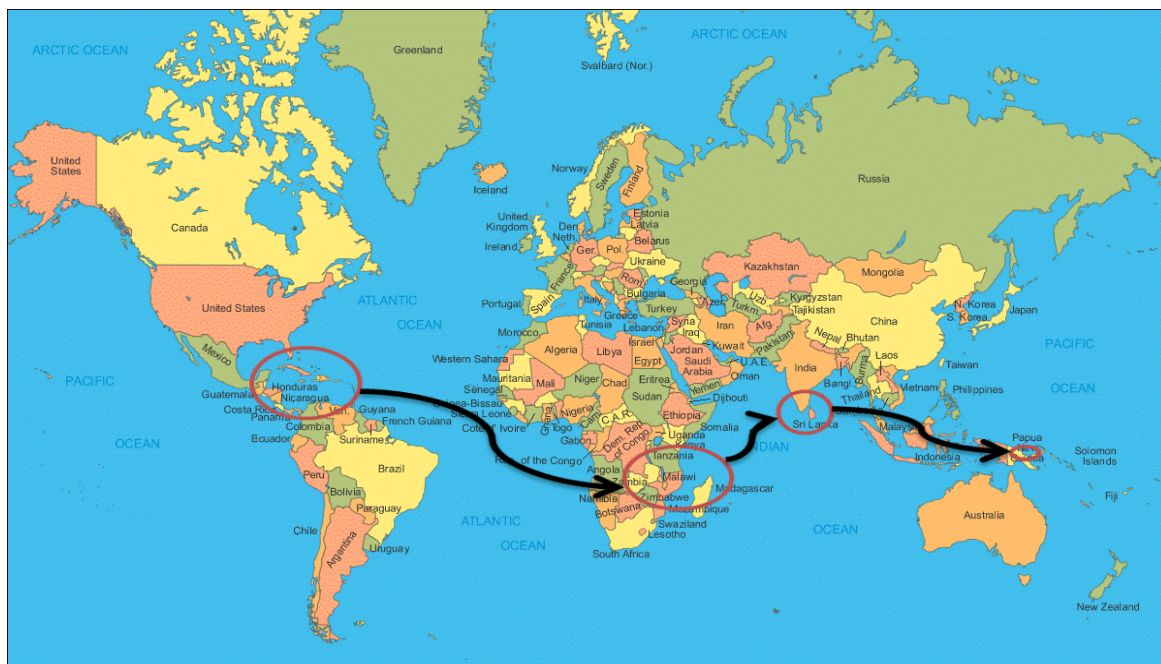 ARCTIC OCEAN
ARCTIC OCEAN
Greenland
Svalbard (Nor.)
United
States
Canada
Iceland
Norway
Sweden
Finland
Russia
United
Kingdom
Ireland
Den
Neth.
Estonia
Latvia
Belarus
Ger.
Pol.
Ukraine
France
Rom.
Kazakhstan
Mongolia
United States
ATLANTIC
OCEAN
Portugal
Spain
Italy
Bulgaria
Greece
Georgia
Turkey
Azer.
Uzb.
Turkm.
Kyrgyzstan
Tajikistan
N. Korea
S. Korea
Japan
China
Morocco
Tunisia
Lebanon
Israel
Syria
Iraq
Iran
Afg.
Pakistan
Nepal
Bhutan
Kuwait
Jordan
Western Sahara
Algeria
Libya
Egypt
Saudi
Arabia
U.A.E.
Oman
India
Bangl.
Burma
Laos
Taiwan
PACIFIC
OCEAN
Mexico
PACIFIC
OCEAN
Mauritania
Mali
Niger
Chad
Sudan
Eritrea
Yemen
Djibouti
Thailand
Vietnam
Philippines
Guatemala
Honduras
Nicaragua
Costa Rica
Panama
Ven.
Guyana
French Guiana
Suriname
Colombia
Ecuador
Senegal
Guinea-Bissau
Sierra Leone
Cote d' Ivoire
Ghana
Togo
Nigeria
Cam.
C.A.R.
Ethiopia
Somalia
Uganda
Kenya
Gabon
Rep. of the Congo
Dem. Rep
of Congo
Tanzania
INDIAN
OCEAN
Sri Lanka
Malaysia
Indonesia
Papua
New
Solomon
Islands
Peru
Brazil
Bolivia
Paraguay
Chile
Argentina
Uruguay
ATLANTIC
OCEAN
Angola
Zambia
Malawi
Zimbabwe
Mozambique
Madagascar
Namibia
Botswana
Swaziland
Lesotho
South Africa
Australia
Fiji
New Zealand